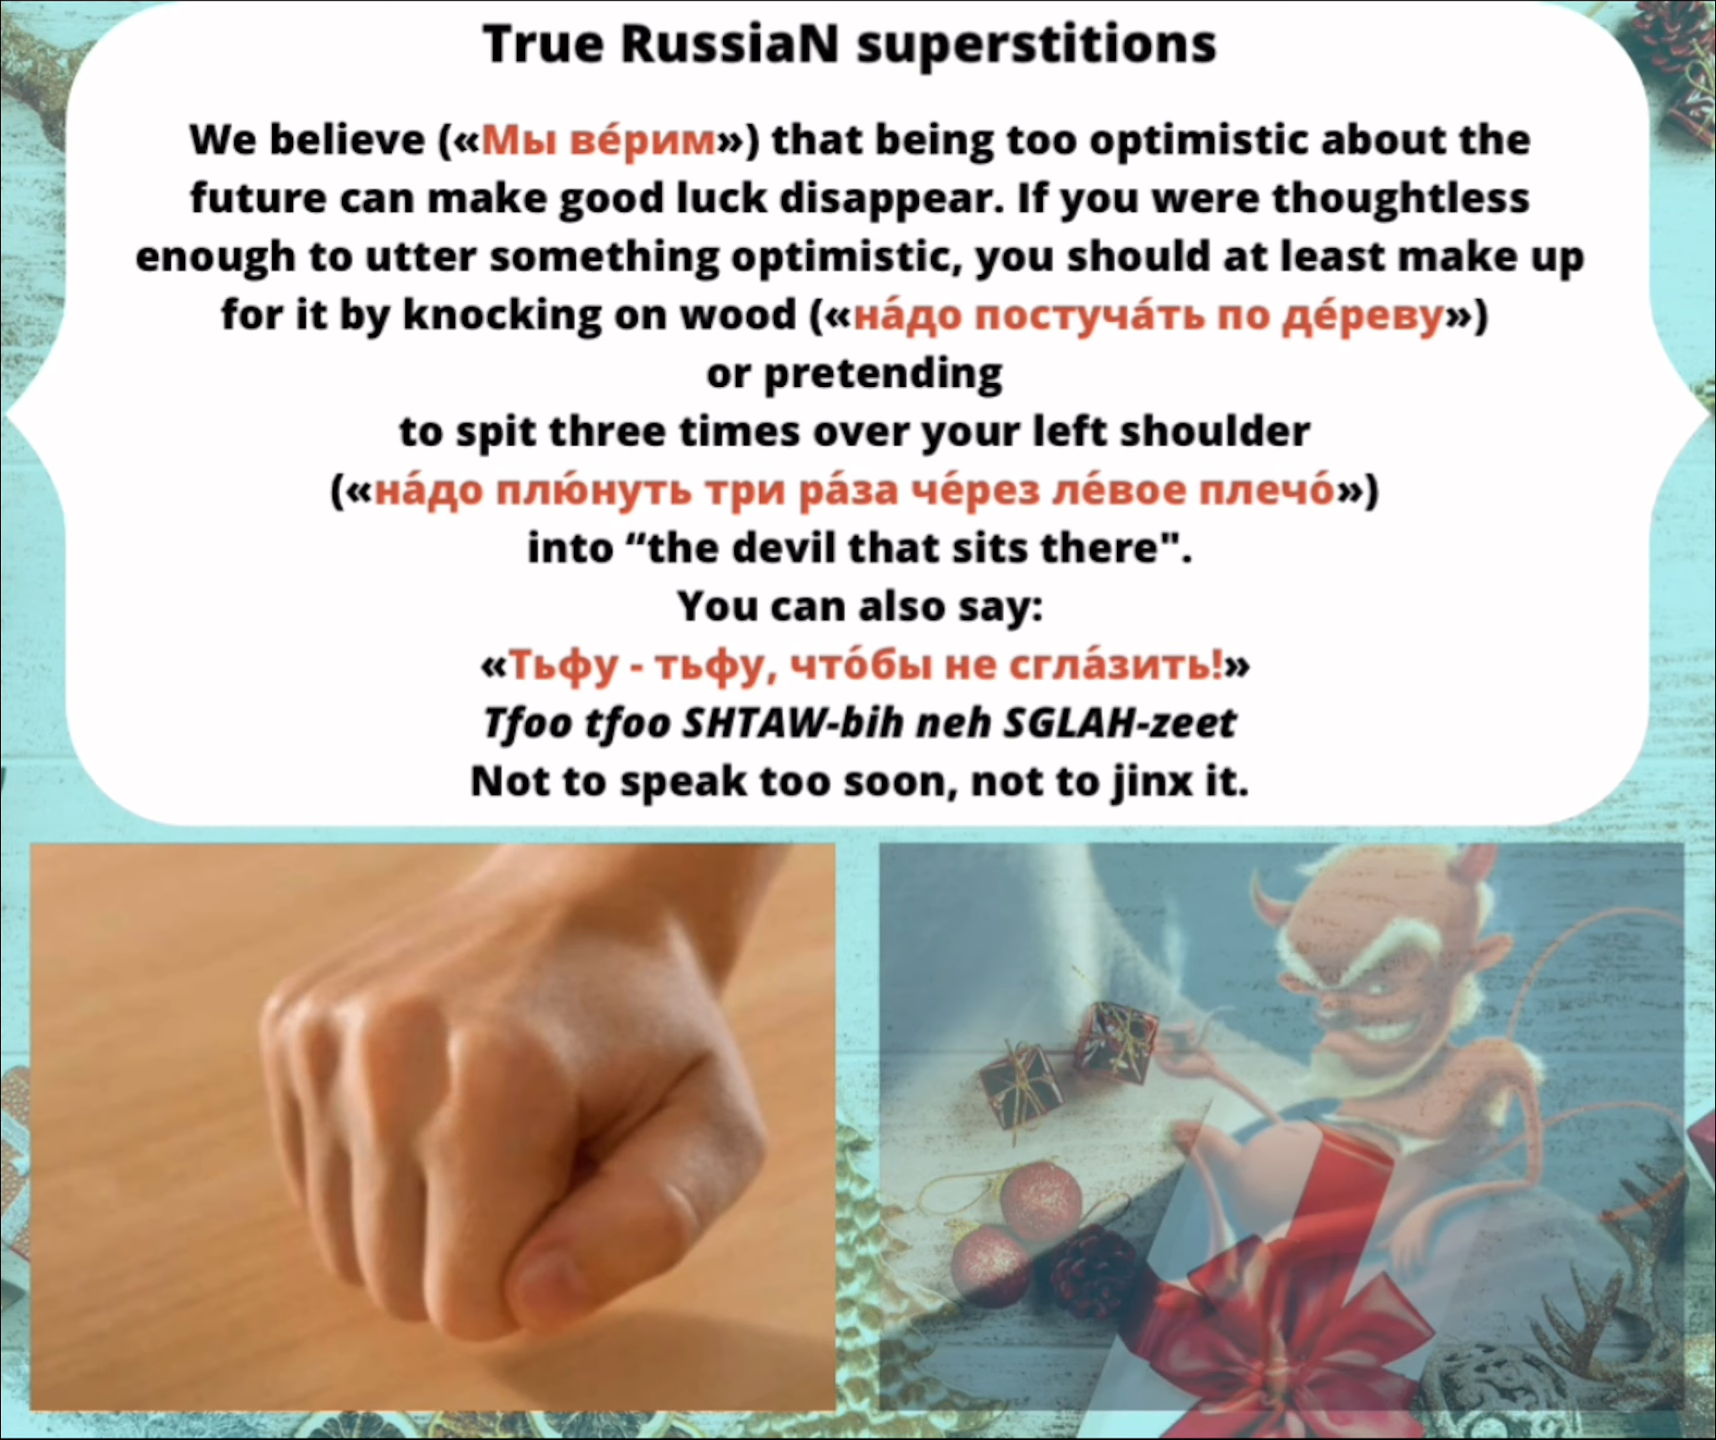 True RussiaN superstitions
We believe («Мы ве́рим») that being too optimistic about the
future can make good luck disappear. If you were thoughtless
enough to utter something optimistic, you should at least make up
for it by knocking on wood («на́до постуча́ть по де́реву»)
or pretending
to spit three times over your left shoulder
(«на́до плю́нуть три ра́за че́рез ле́вое плечо́»)
into “the devil that sits there".
You can also say:
«Тьфу - тьфу, что́бы не сгла́зить!»
Tfoo tfoo SHTAW-bih neh SGLAH-zeet
Not to speak too soon, not to jinx it.